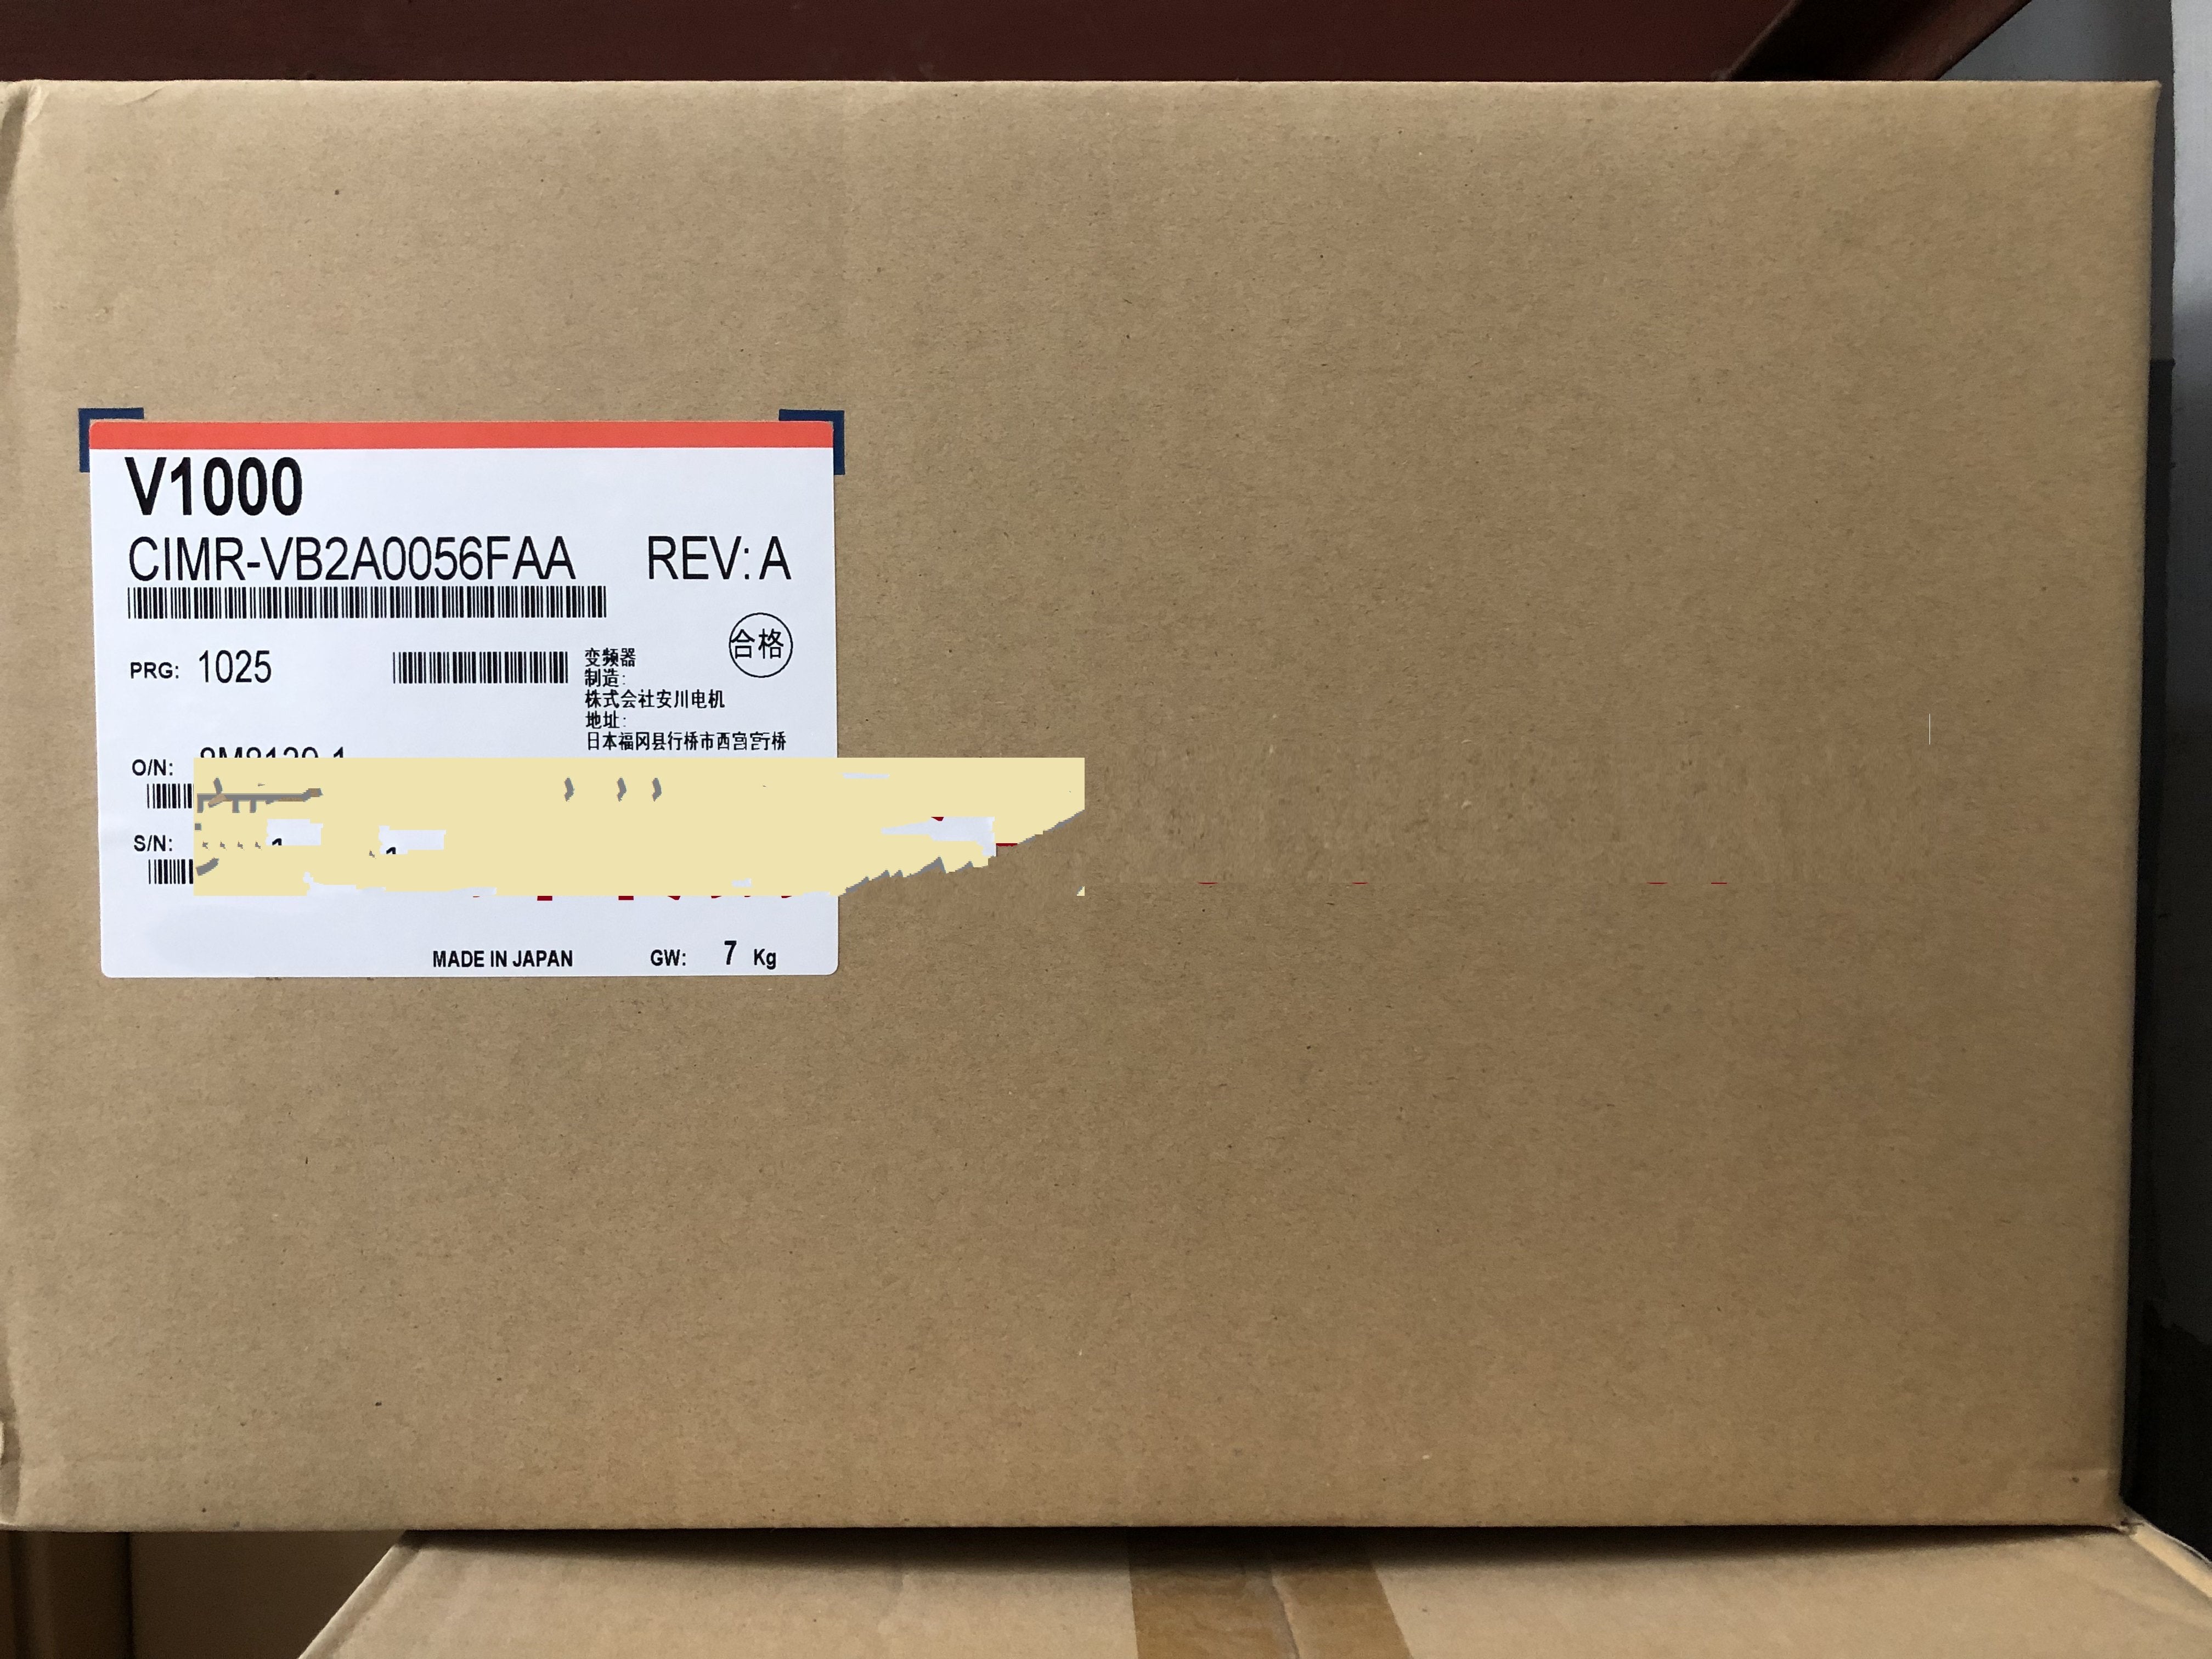 V1000
CIMR-VB2A0056FAA REV: A
合格
PRG: 1025
变频器
制造:
株式会社安川电机
地址:
日本福冈县行桥市西宫
O/N:
S/N:
MADE IN JAPAN GW: 7 Kg